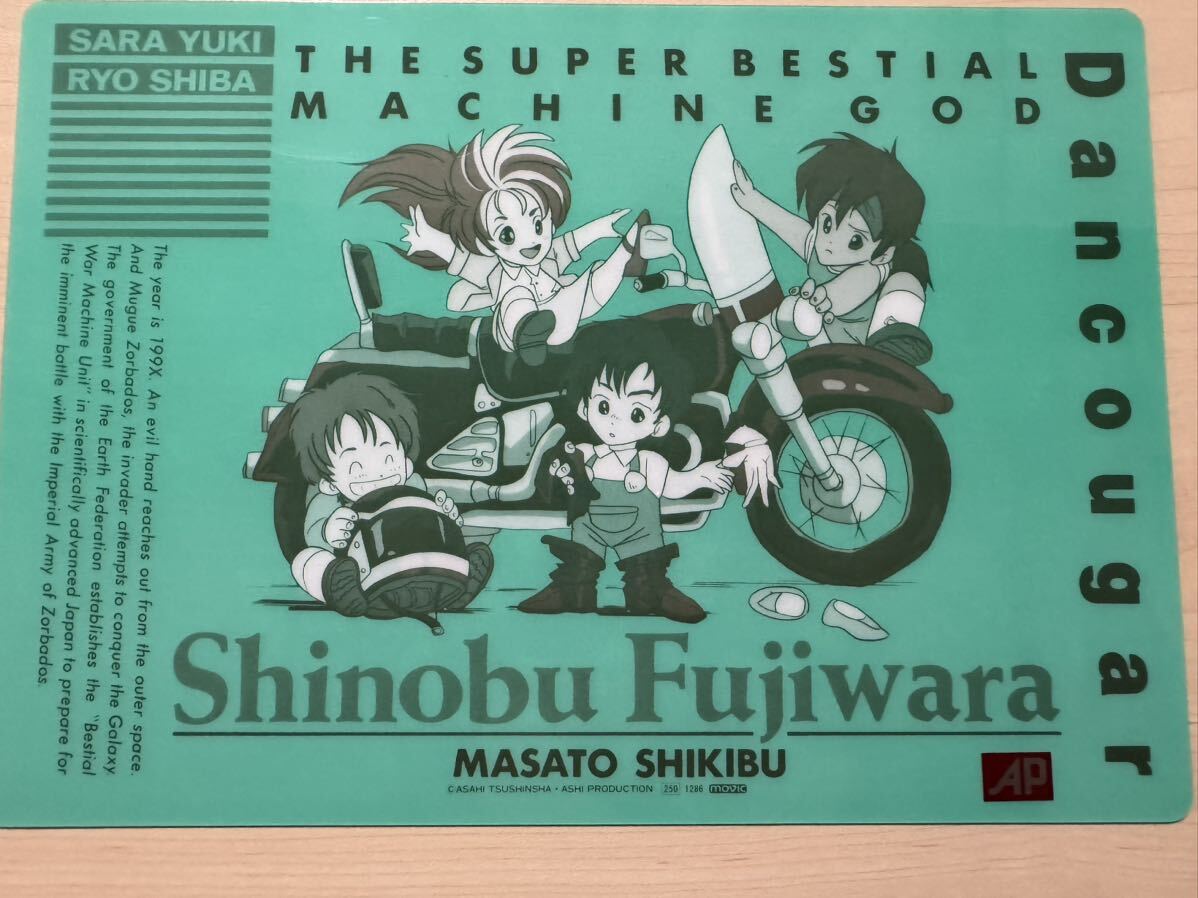 SARA YUKI
RYO SHIBA
THE SUPER BESTIAL
MACHINE GOD
Dancougar
The year is 199X. An evil hand reaches out from the outer space.
And Mugue Zorbados, the invader attempts to conquer the Galaxy.
The government of the Earth Federation establishes the "Bestial
War Machine Unit" in scientifically advanced Japan to prepare for
the imminent battle with the Imperial Army of Zorbados.
Shinobu Fujiwara
MASATO SHIKIBU
©ASAHI TSUSHINSHA · ASHI PRODUCTION 250 1286 movic
AP